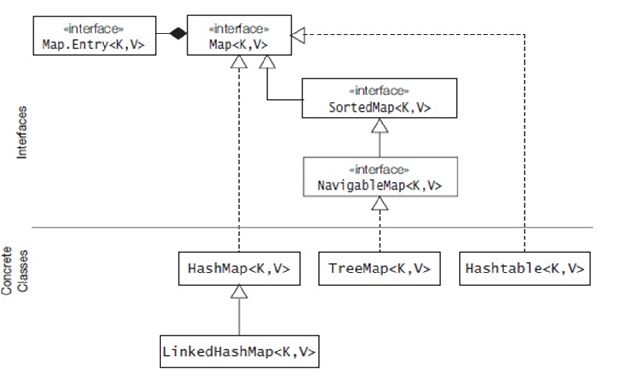 «interface»
Map.Entry<K,V>
«interface»
Map<K,V>
«interface»
SortedMap<K,V>
«interface»
NavigableMap<K,V>
Interfaces
Concrete
Classes
HashMap<K,V>
TreeMap<K,V>
Hashtable<K,V>
LinkedHashMap<K,V>